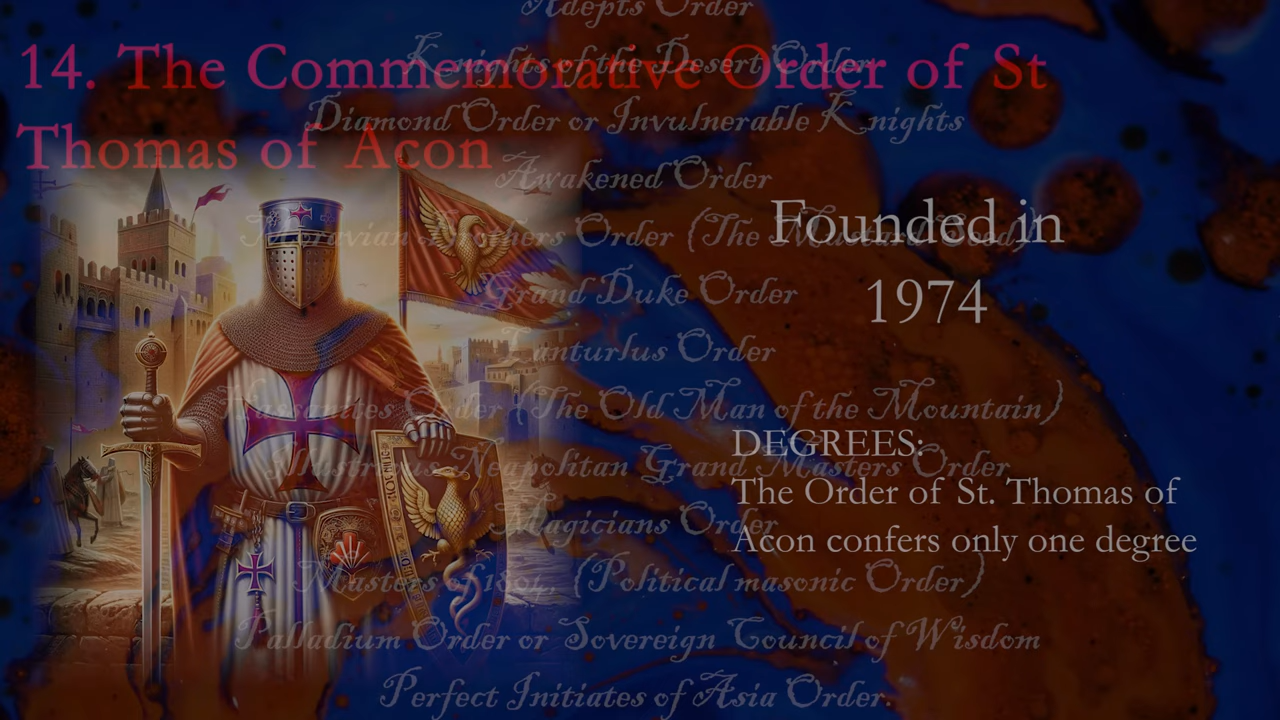 Adepts Order
14. The Commemorative Order of St
Thomas of Acon
Knights of the Desert Order
Diamond Order or Invulnerable Knights
Awakened Order
Order (The
Founded in
1974
Grand Duke Order
Order
Order (The Old Man of the Mountain)
DEGREES:
Illustrious Neapolitan Grand Masters Order
The Order of St. Thomas of
Acon confers only one degree
Magicians Order
Masters of (Political masonic Order)
Palladium Order or Sovereign Council of Wisdom
Perfect Initiates of Asia Order.